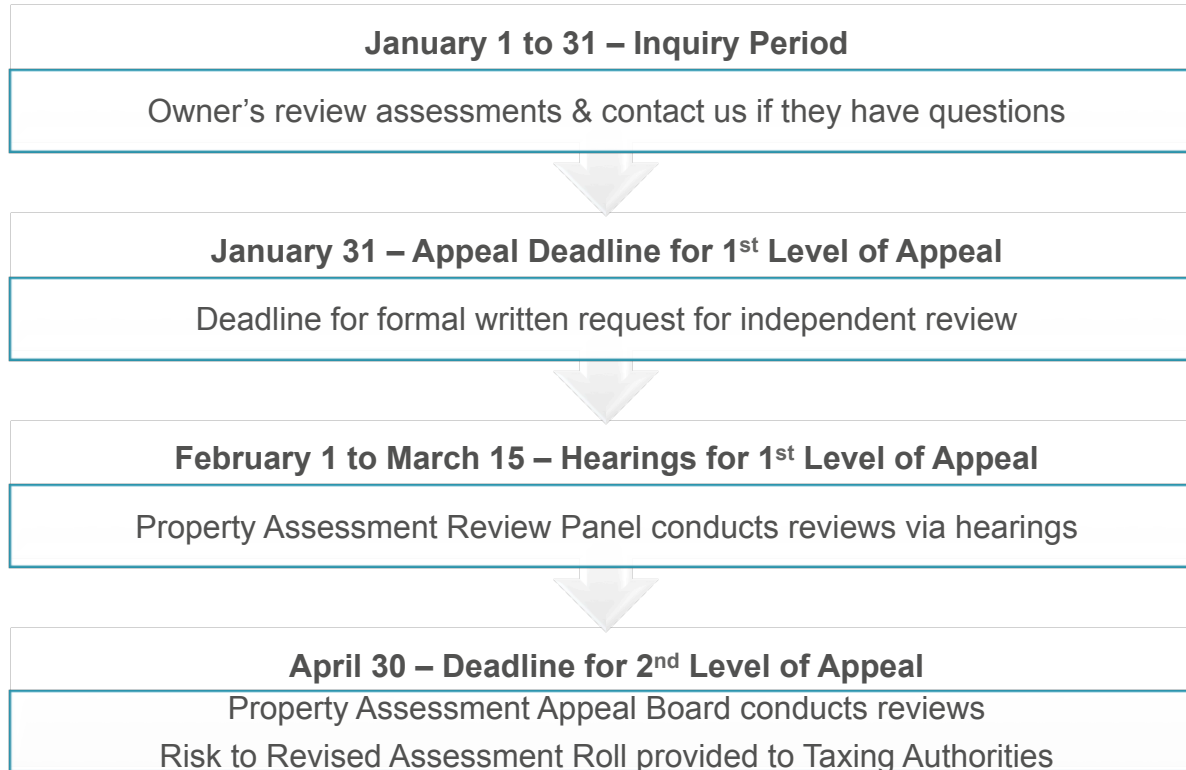 January 1 to 31 – Inquiry Period
Owner’s review assessments & contact us if they have questions
January 31 – Appeal Deadline for 1st Level of Appeal
Deadline for formal written request for independent review
February 1 to March 15 – Hearings for 1st Level of Appeal
Property Assessment Review Panel conducts reviews via hearings
April 30 – Deadline for 2nd Level of Appeal
Property Assessment Appeal Board conducts reviews
Risk to Revised Assessment Roll provided to Taxing Authorities